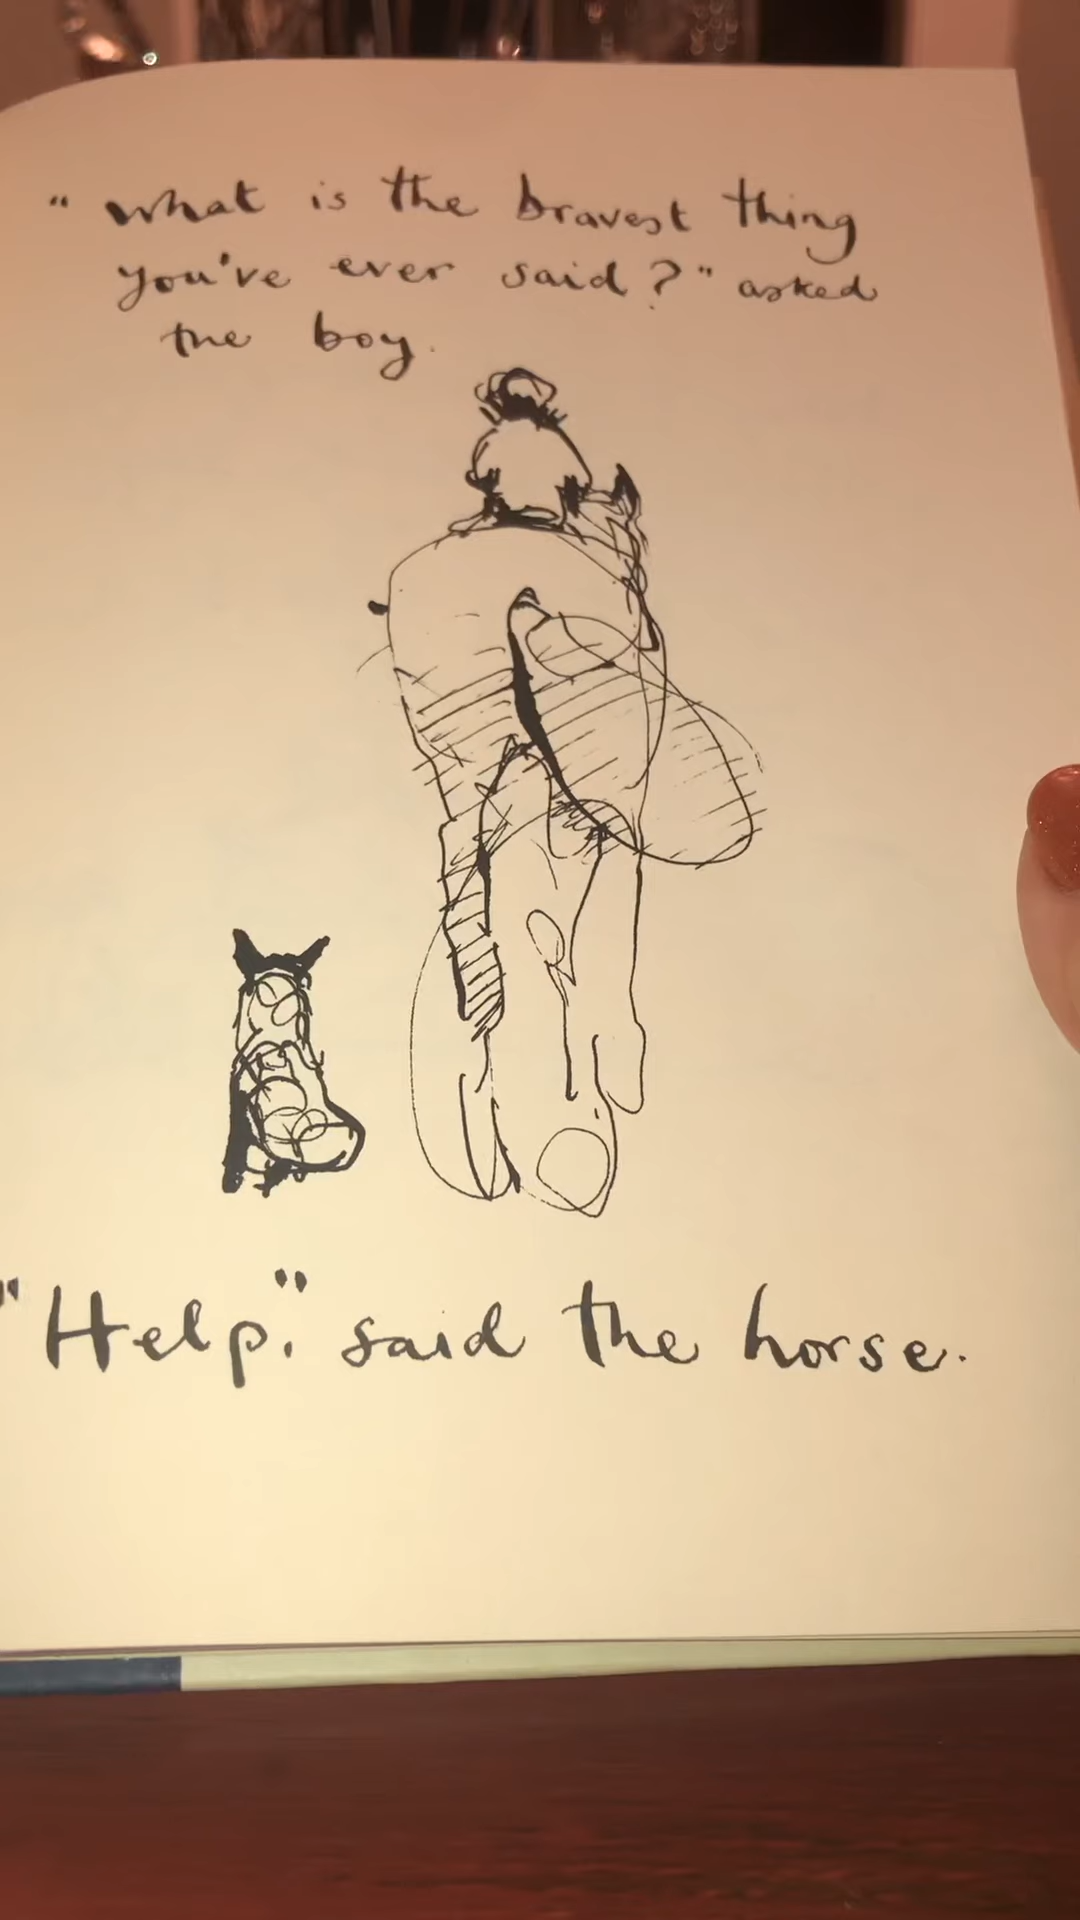 "What is the bravest thing
you've ever said?" asked
the boy.
"Help." said the horse.